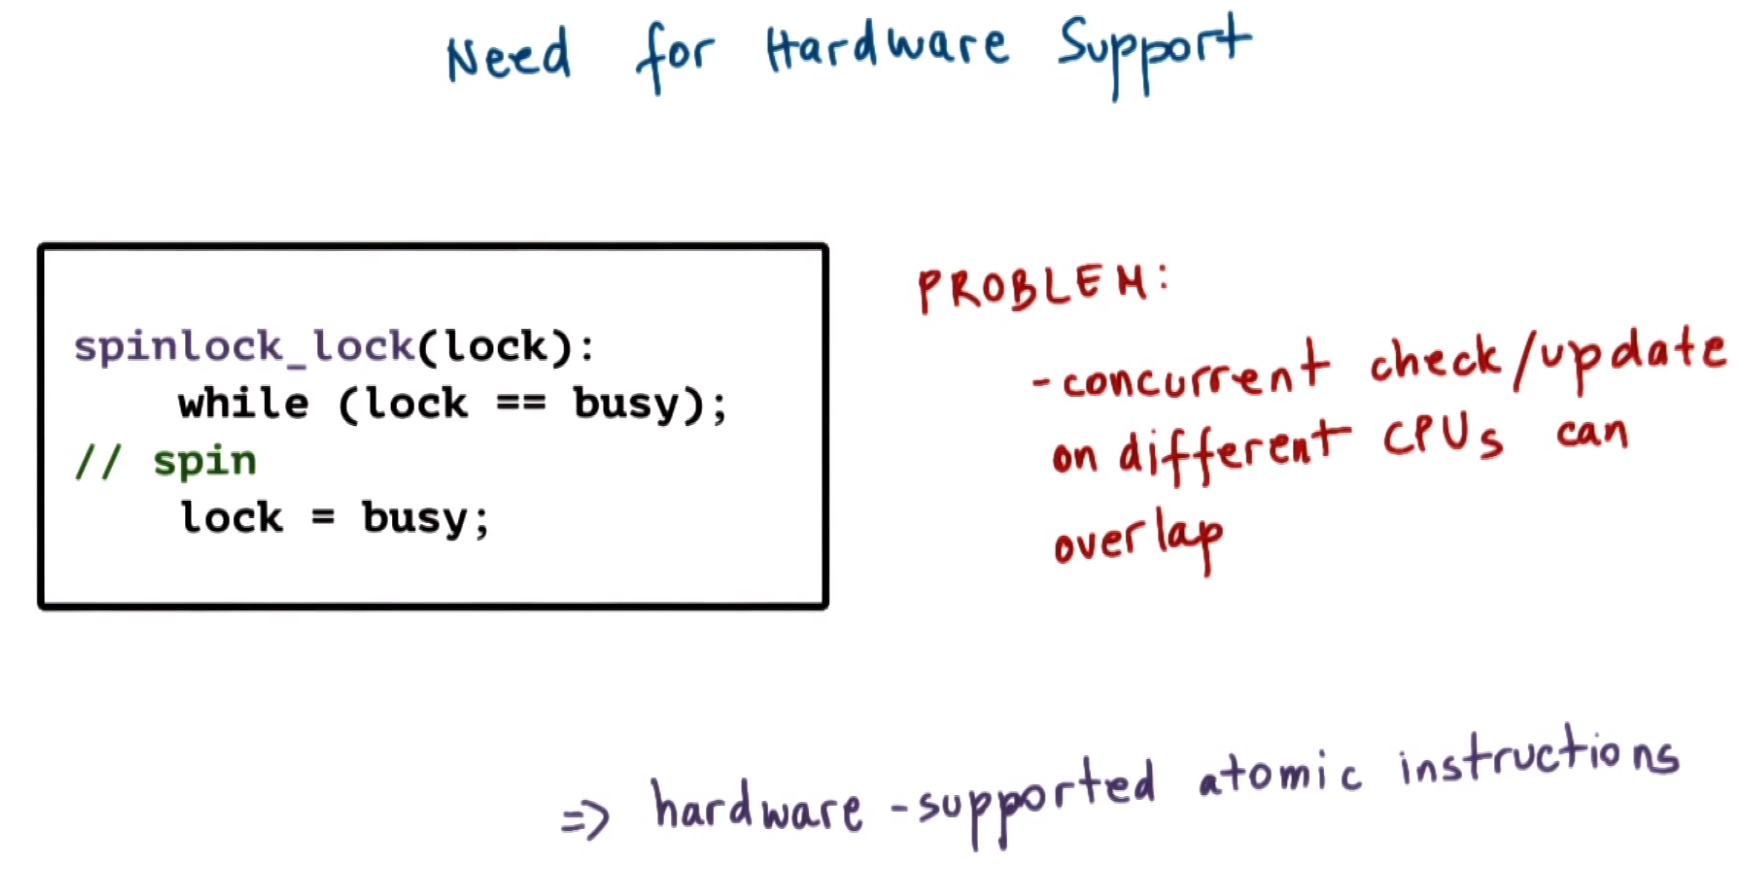 Need for Hardware Support
spinlock_lock(lock):
while (lock == busy);
// spin
lock = busy;
PROBLEM:
-concurrent check/update
on different CPUs can
overlap
=> hardware-supported atomic instructions